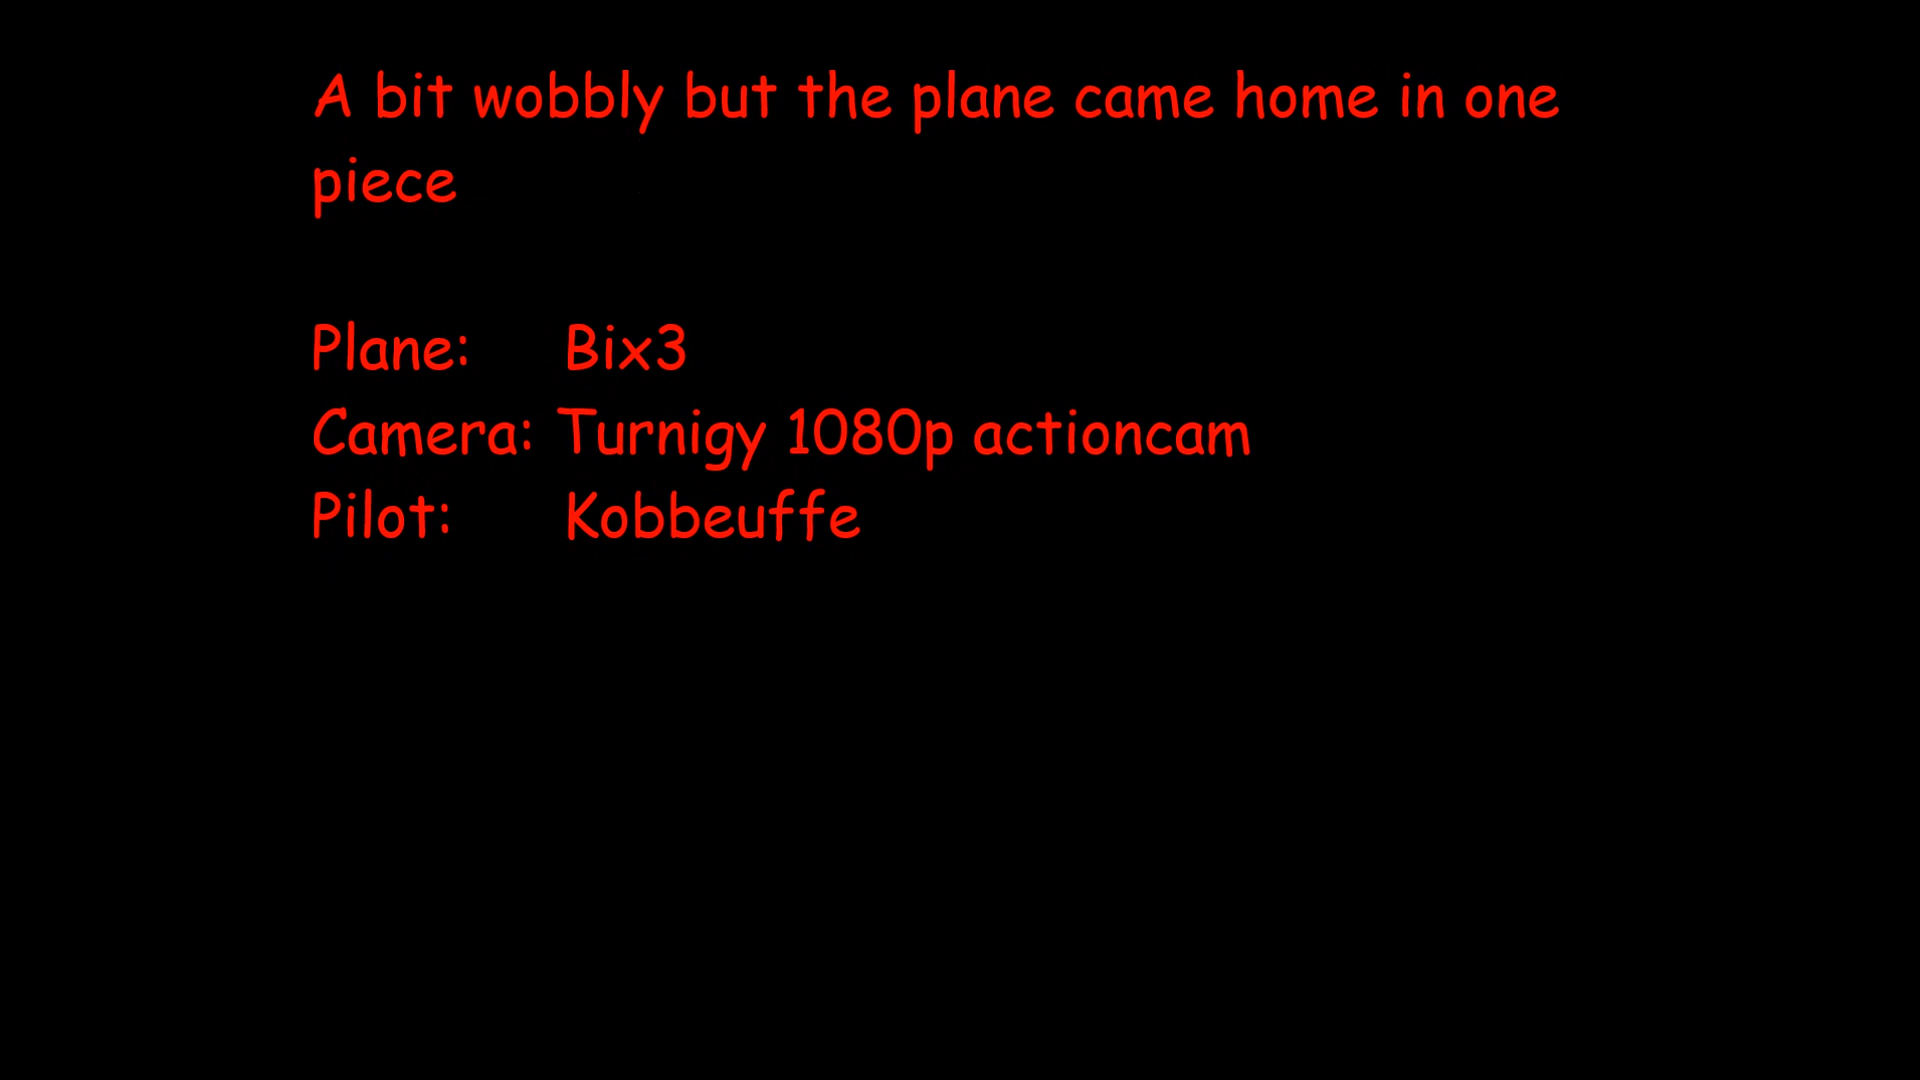 A bit wobbly but the plane came home in one
piece
Plane: Bix3
Camera: Turnigy 1080p actioncam
Pilot: Kobbeuffe